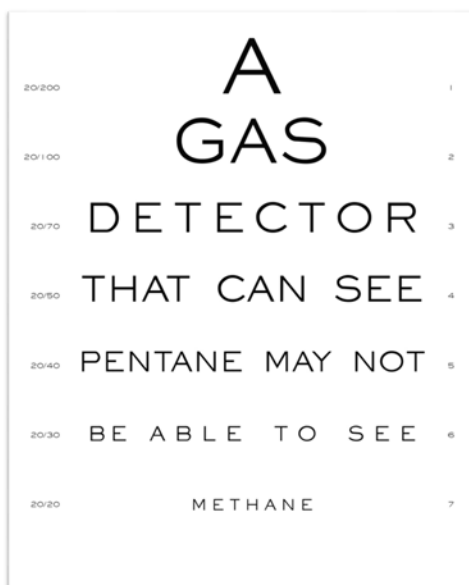 20/200 A 1
20/100 GAS 2
20/70 DETECTOR 3
20/50 THAT CAN SEE 4
20/40 PENTANE MAY NOT 5
20/30 BE ABLE TO SEE 6
20/20 METHANE 7